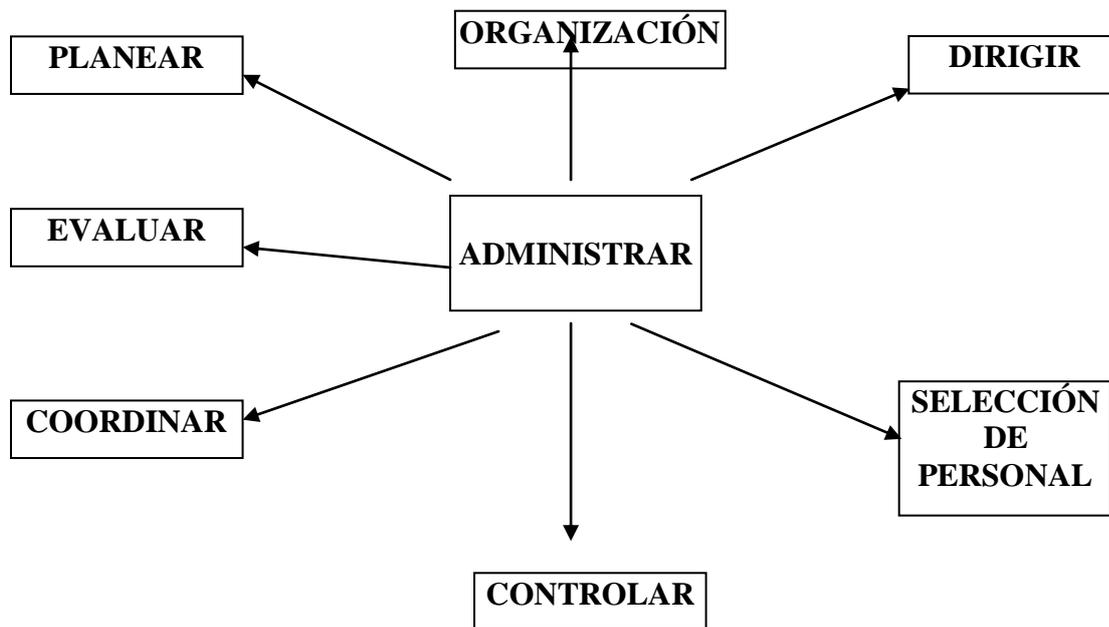 ORGANIZACIÓN
PLANEAR
DIRIGIR
EVALUAR
ADMINISTRAR
COORDINAR
SELECCIÓN
DE
PERSONAL
CONTROLAR